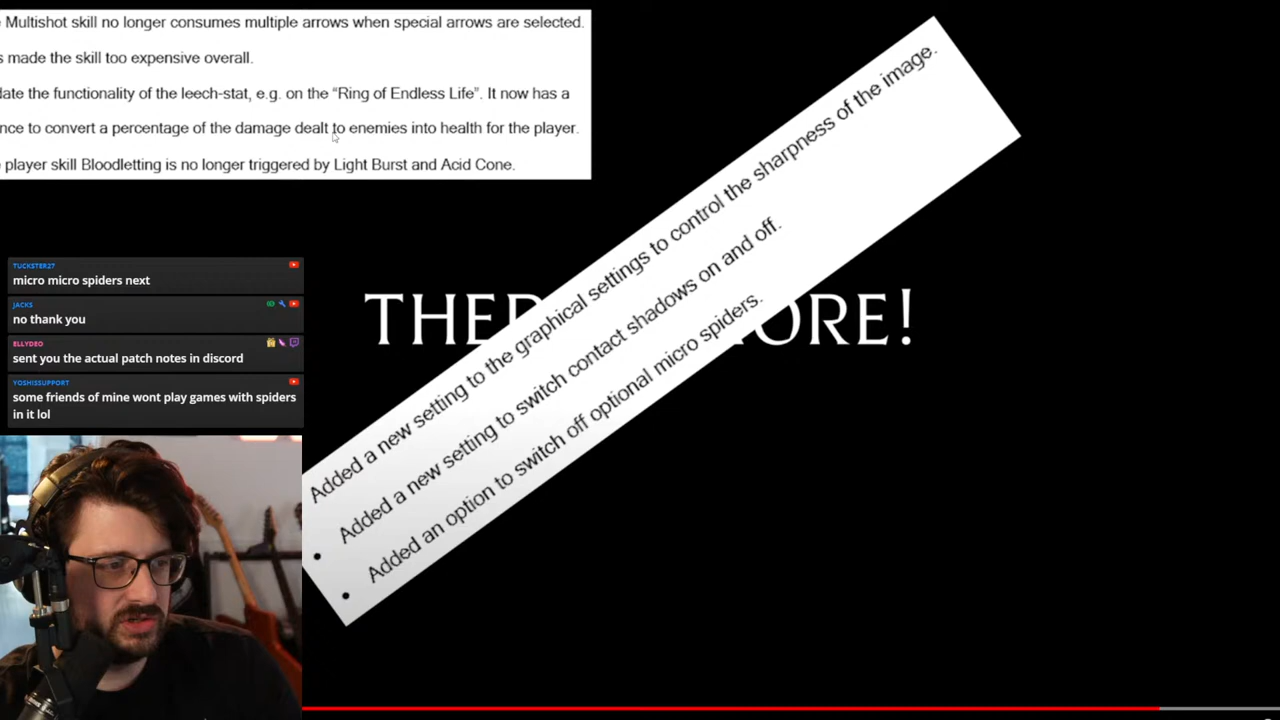 Multishot skill no longer consumes multiple arrows when special arrows are selected.
made the skill too expensive overall.
the functionality of the leech-stat, e.g. on the “Ring of Endless Life”. It now has a
to convert a percentage of the damage dealt to enemies into health for the player.
player skill Bloodletting is no longer triggered by Light Burst and Acid Cone.
Added a new setting to the graphical settings to control the sharpness of the image.
• Added a new setting to switch contact shadows on and off.
• Added an option to switch off optional micro spiders.
TUCKSTER27
micro micro spiders next
JACKS
no thank you
ELLYDEO
sent you the actual patch notes in discord
YOSHISSUPPORT
some friends of mine wont play games with spiders
in it lol